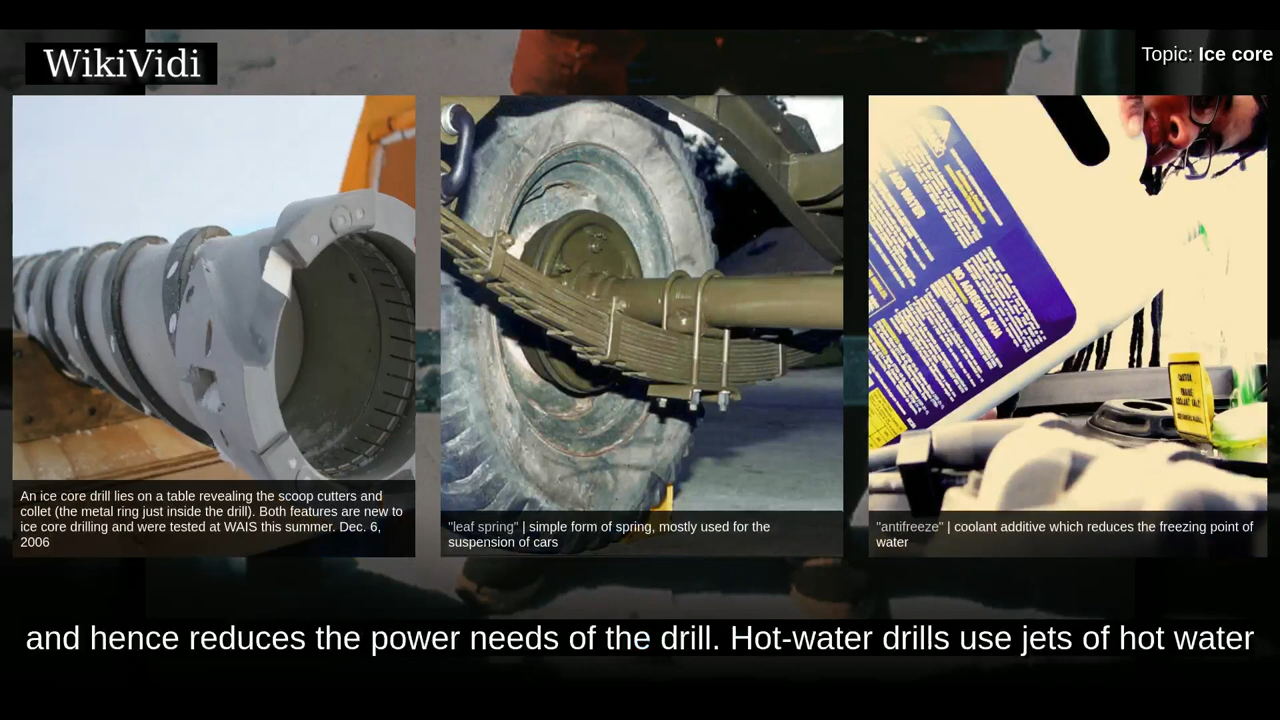 WikiVidi
Topic: Ice core
An ice core drill lies on a table revealing the scoop cutters and
collet (the metal ring just inside the drill). Both features are new to
ice core drilling and were tested at WAIS this summer. Dec. 6,
2006
"leaf spring" | simple form of spring, mostly used for the
suspension of cars
"antifreeze" | coolant additive which reduces the freezing point of
water
and hence reduces the power needs of the drill. Hot-water drills use jets of hot water